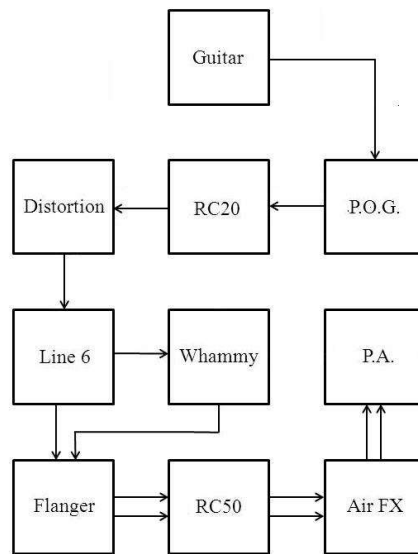 Guitar
Distortion
RC20
P.O.G.
Line 6
Whammy
P.A.
Flanger
RC50
Air FX